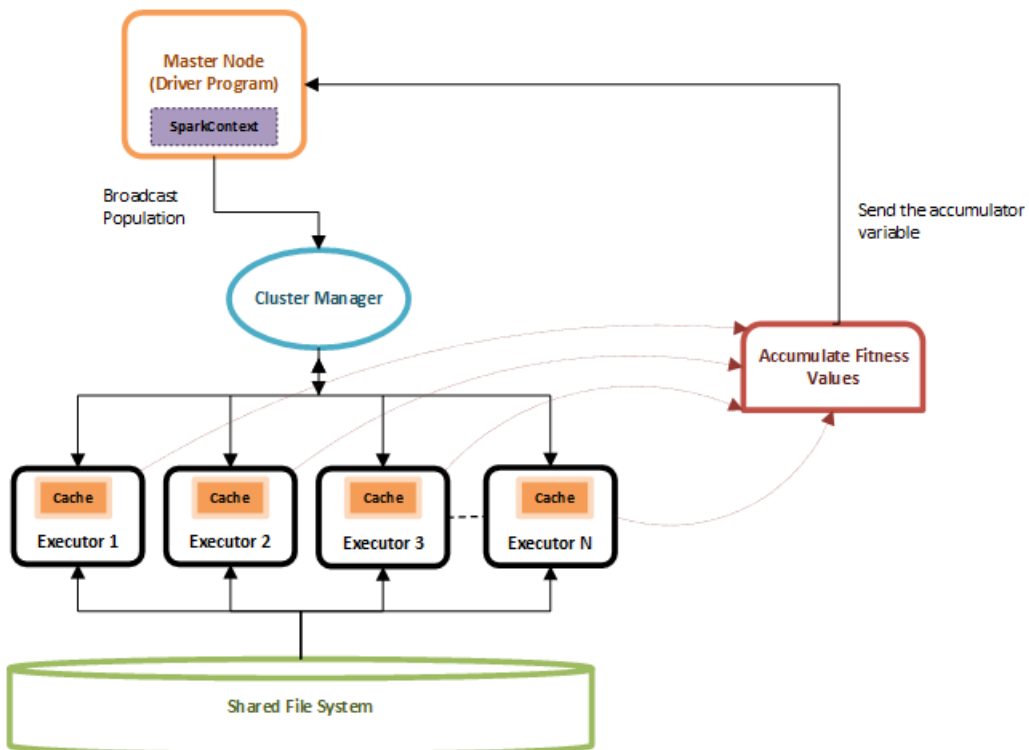 Master Node
(Driver Program)
SparkContext
Broadcast
Population
Send the accumulator
variable
Cluster Manager
Accumulate Fitness
Values
Cache
Executor 1
Cache
Executor 2
Cache
Executor 3
Cache
Executor N
Shared File System